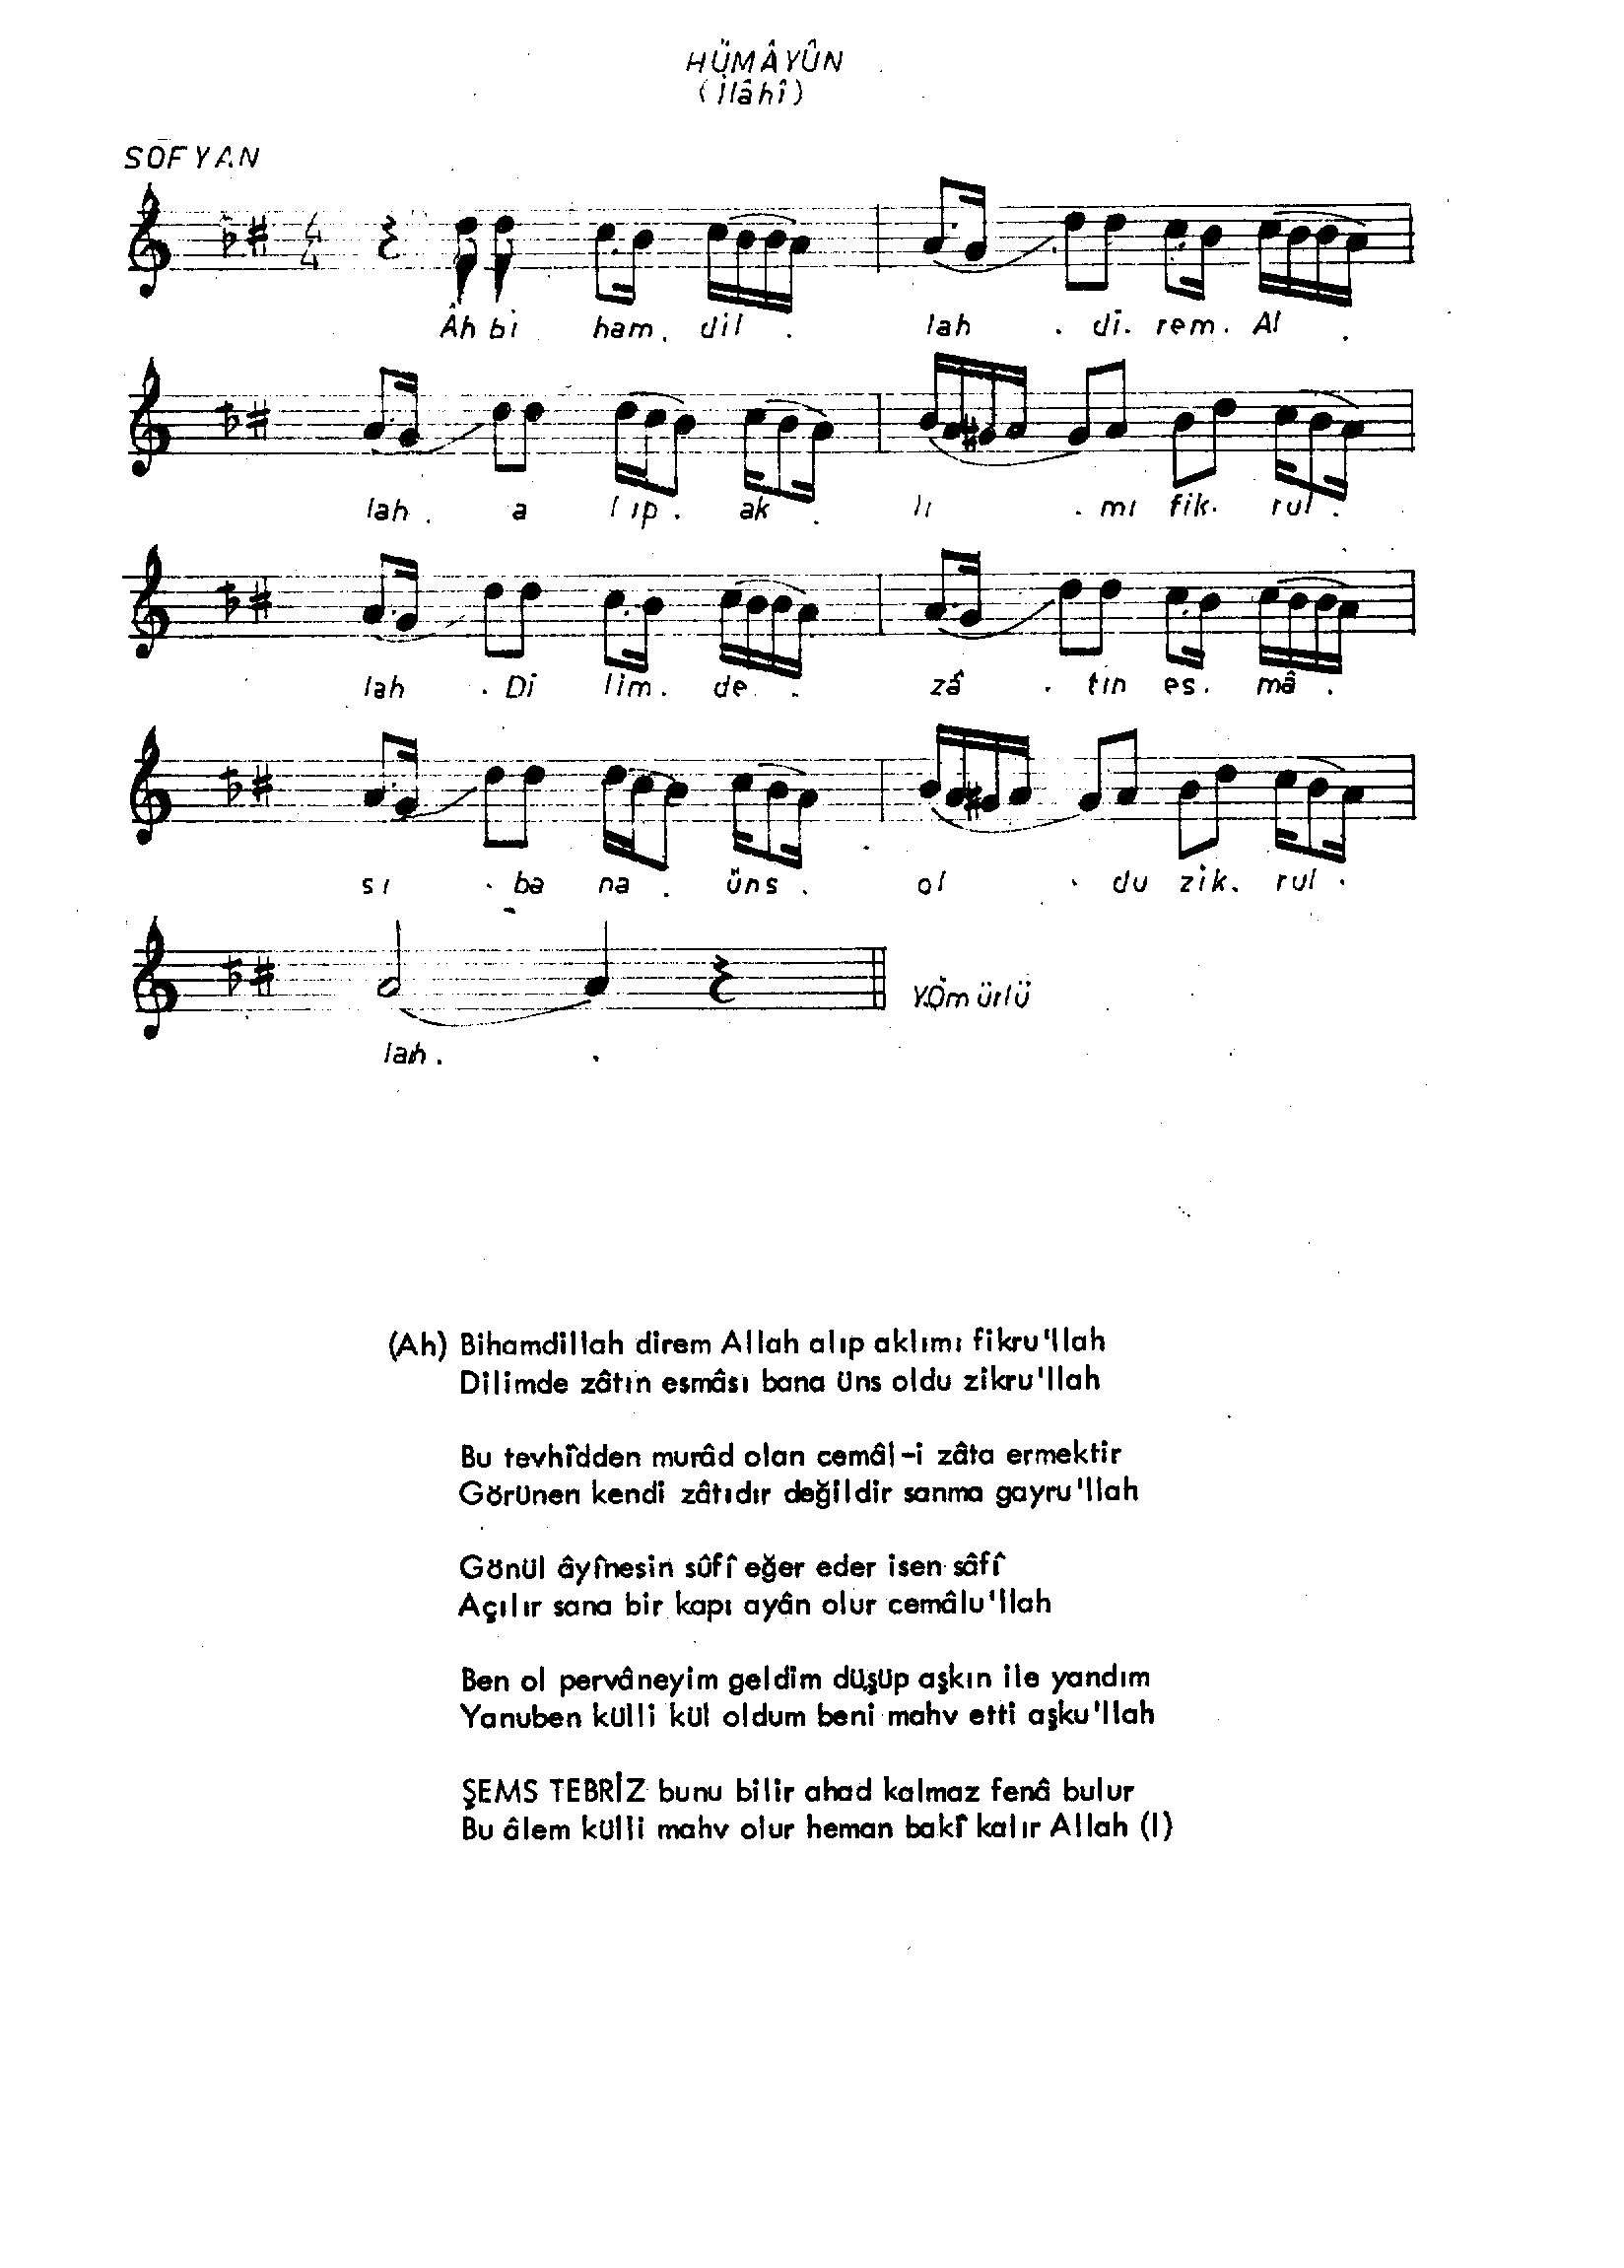 HÜMÂYÛN
(İlâhî)
SOFYAN
4
4
Âh bi ham . dil . lah . di . rem . Al .
lah . a lıp . ak . lı . mı fik . rul .
lah . Di lim . de . zâ . tın es . mâ .
sı . ba na . üns . ol . du zik . rul .
lah . .
Y.Ömürlü
(Ah) Bihamdillah direm Allah alıp aklımı fikru'llah
Dilimde zâtın esmâsı bana üns oldu zikru'llah
Bu tevhîdden murâd olan cemâl-i zâta ermektir
Görünen kendi zâtıdır değildir sanma gayru'llah
Gönül âyînesin sûfî eğer eder isen sâfî
Açılır sana bir kapı ayân olur cemâlu'llah
Ben ol pervâneyim geldim düşüp aşkın ile yandım
Yanuben külli kül oldum beni mahv etti aşku'llah
ŞEMS TEBRİZ bunu bilir ahad kalmaz fenâ bulur
Bu âlem külli mahv olur heman bakî kalır Allah (I)